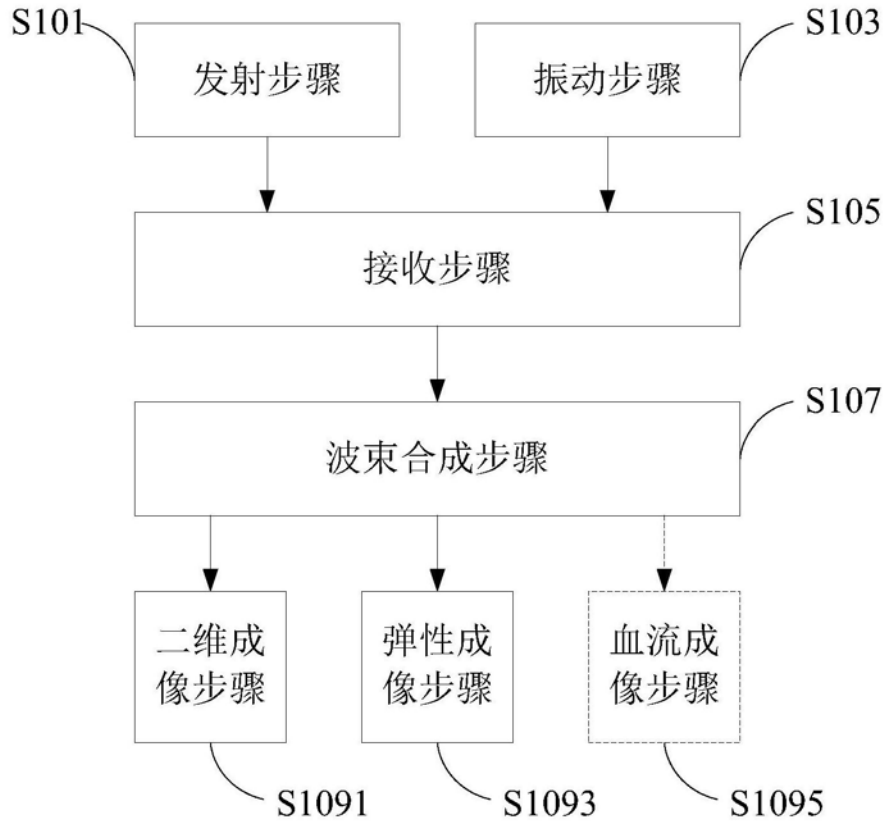 S101
S103
发射步骤
振动步骤
S105
接收步骤
S107
波束合成步骤
二维成
像步骤
弹性成
像步骤
血流成
像步骤
S1091
S1093
S1095